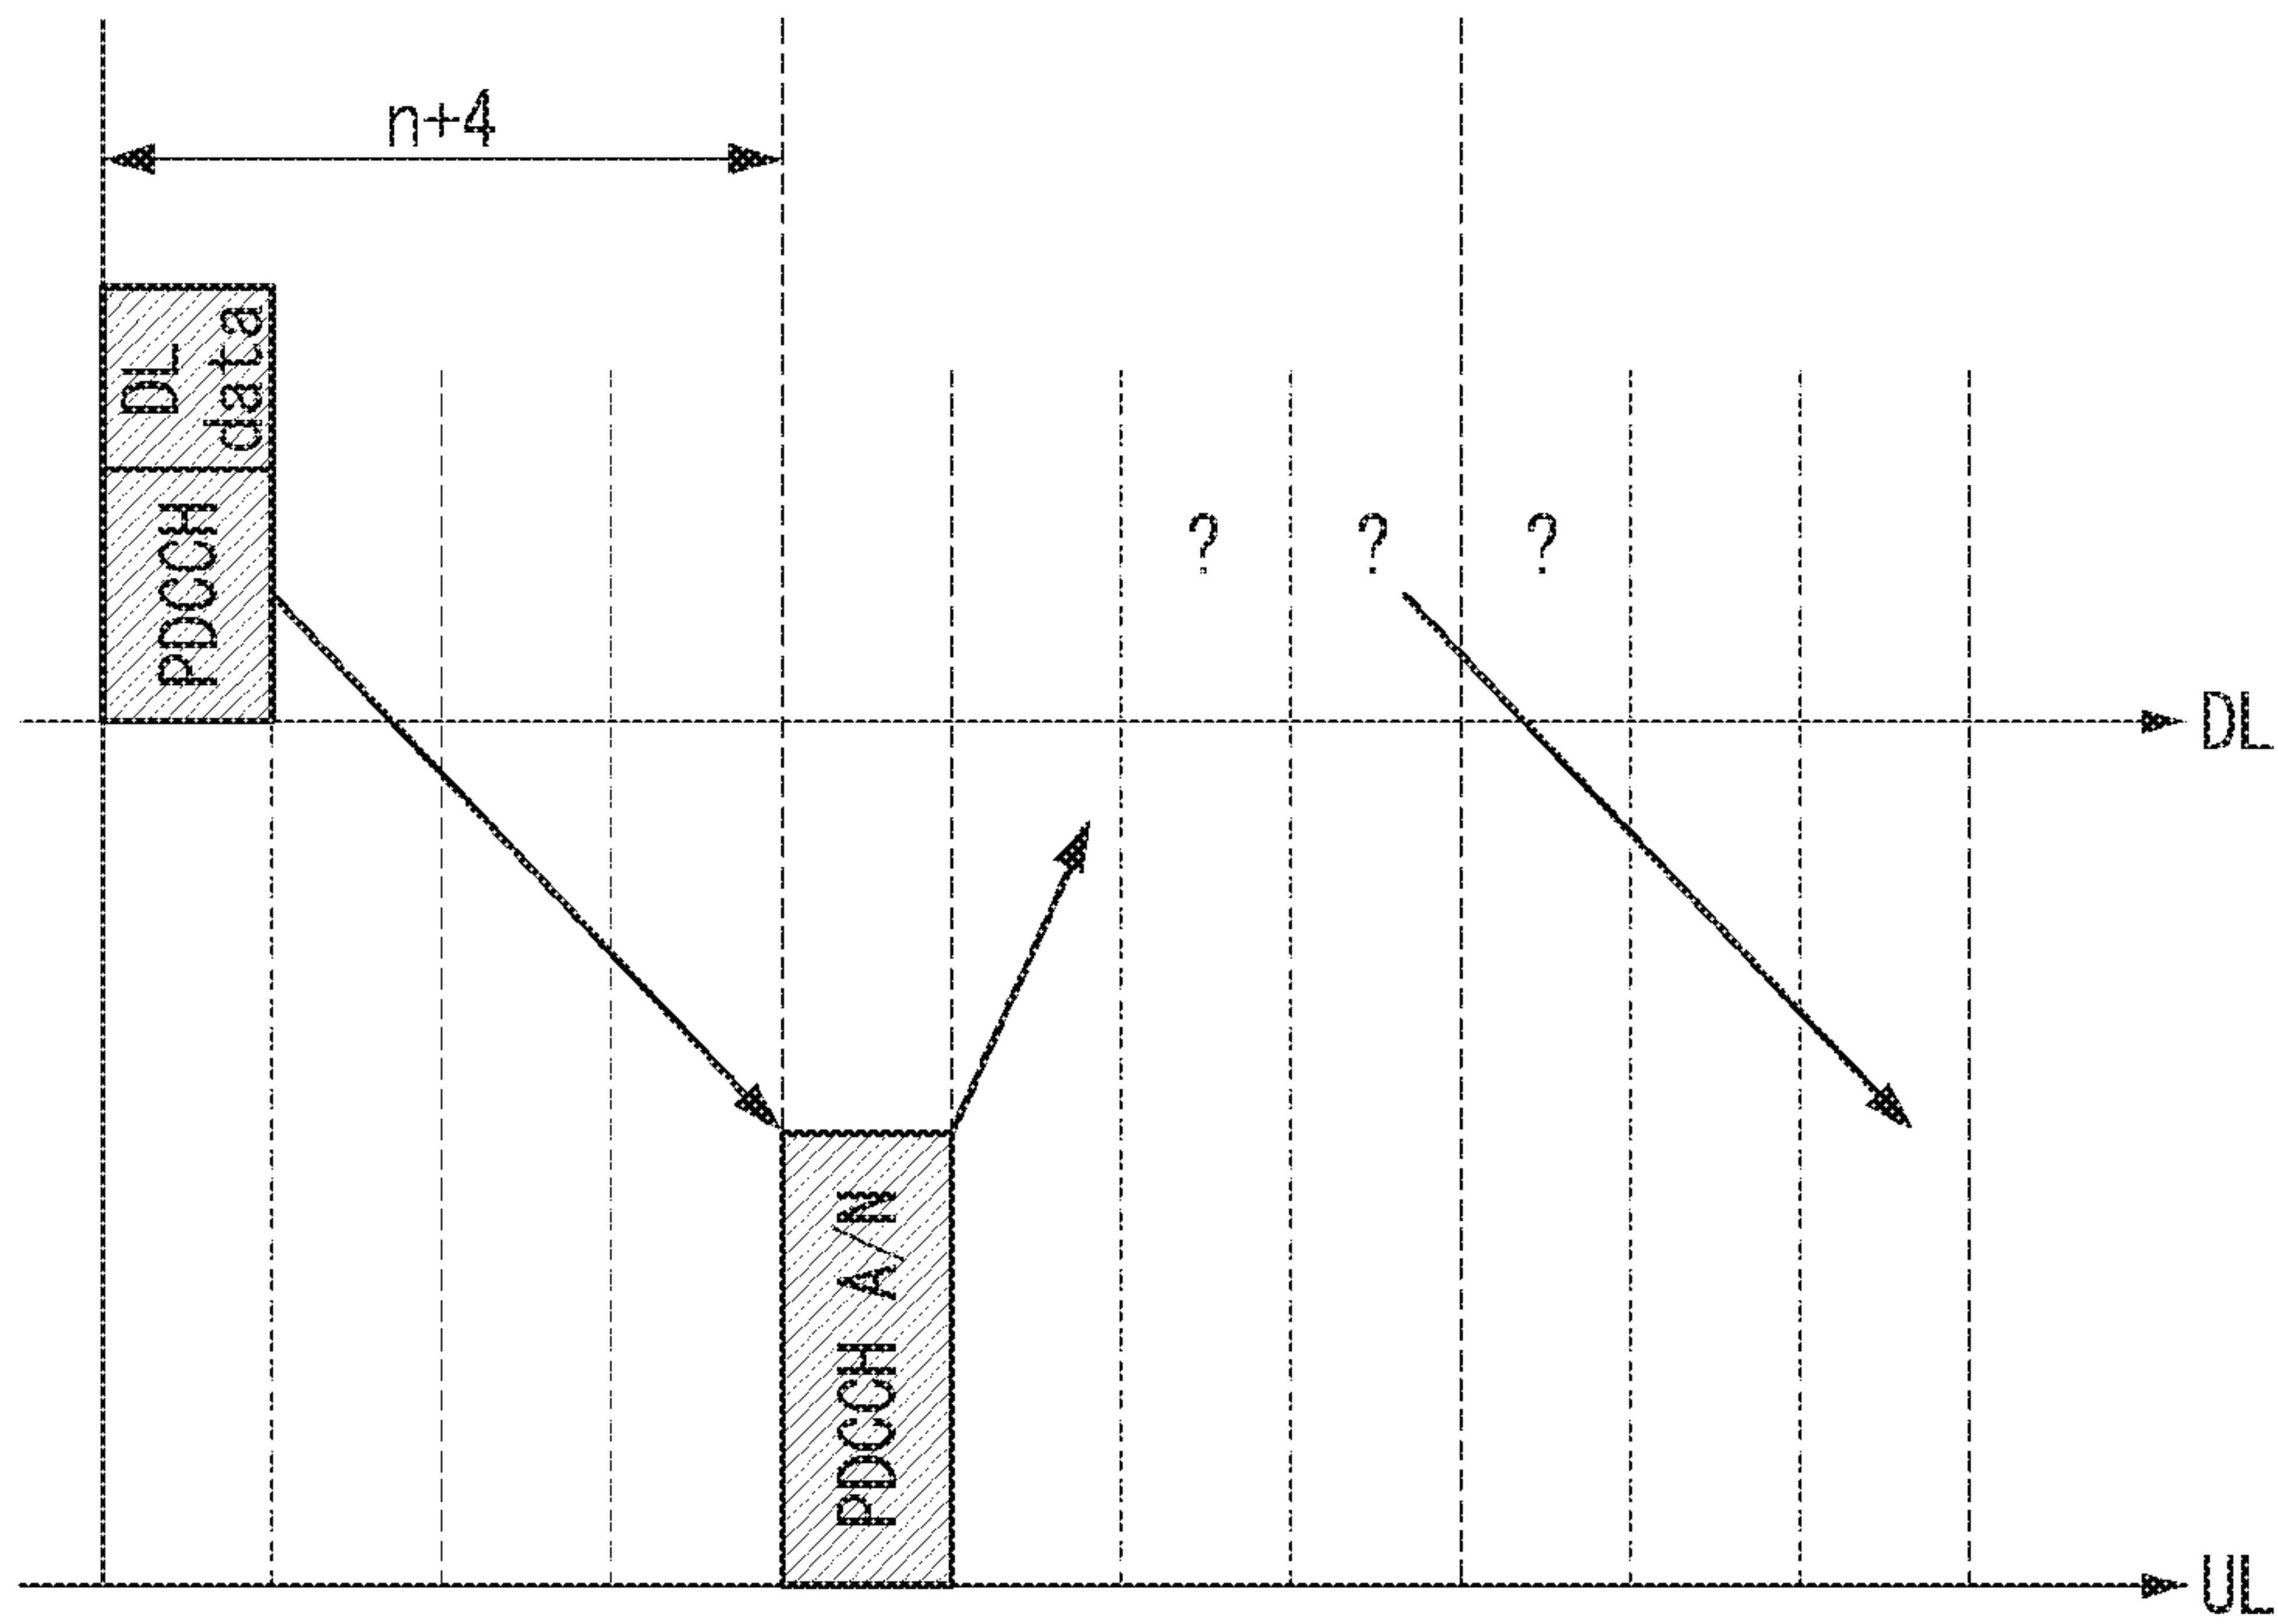 n+4
DL
data
PDCCH
? ? ?
DL
PDCCH A/N
UL